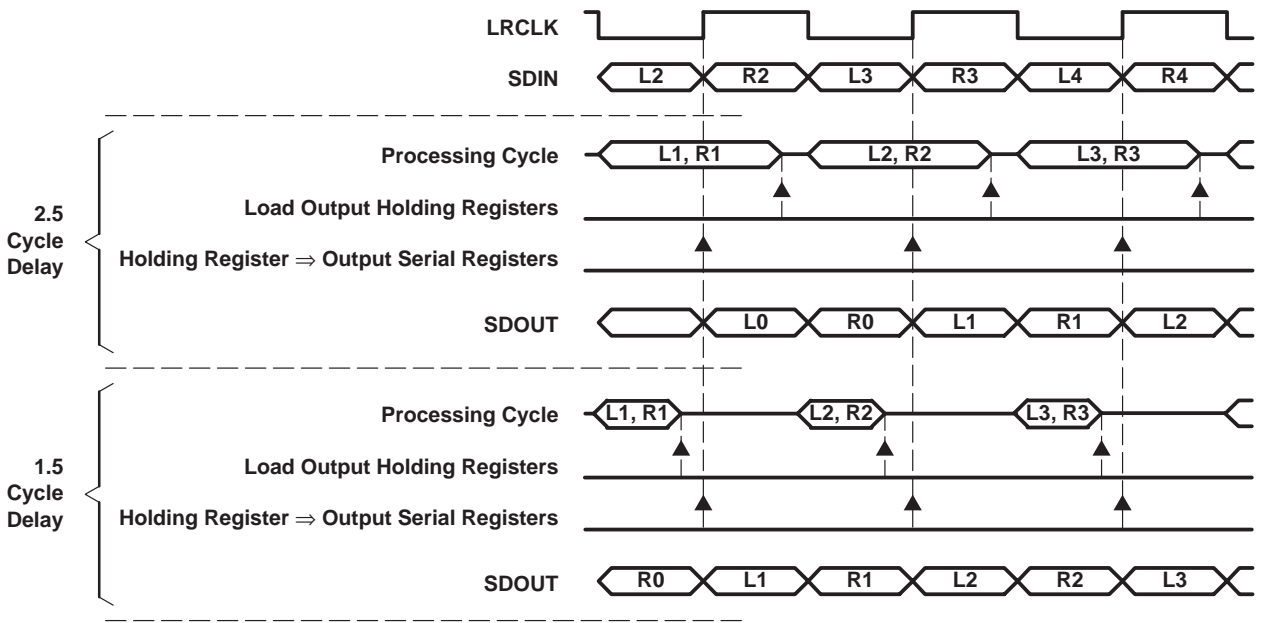 LRCLK
SDIN L2 R2 L3 R3 L4 R4
2.5
Cycle
Delay
Processing Cycle L1, R1 L2, R2 L3, R3
Load Output Holding Registers
Holding Register ⇒ Output Serial Registers
SDOUT L0 R0 L1 R1 L2
1.5
Cycle
Delay
Processing Cycle L1, R1 L2, R2 L3, R3
Load Output Holding Registers
Holding Register ⇒ Output Serial Registers
SDOUT R0 L1 R1 L2 R2 L3